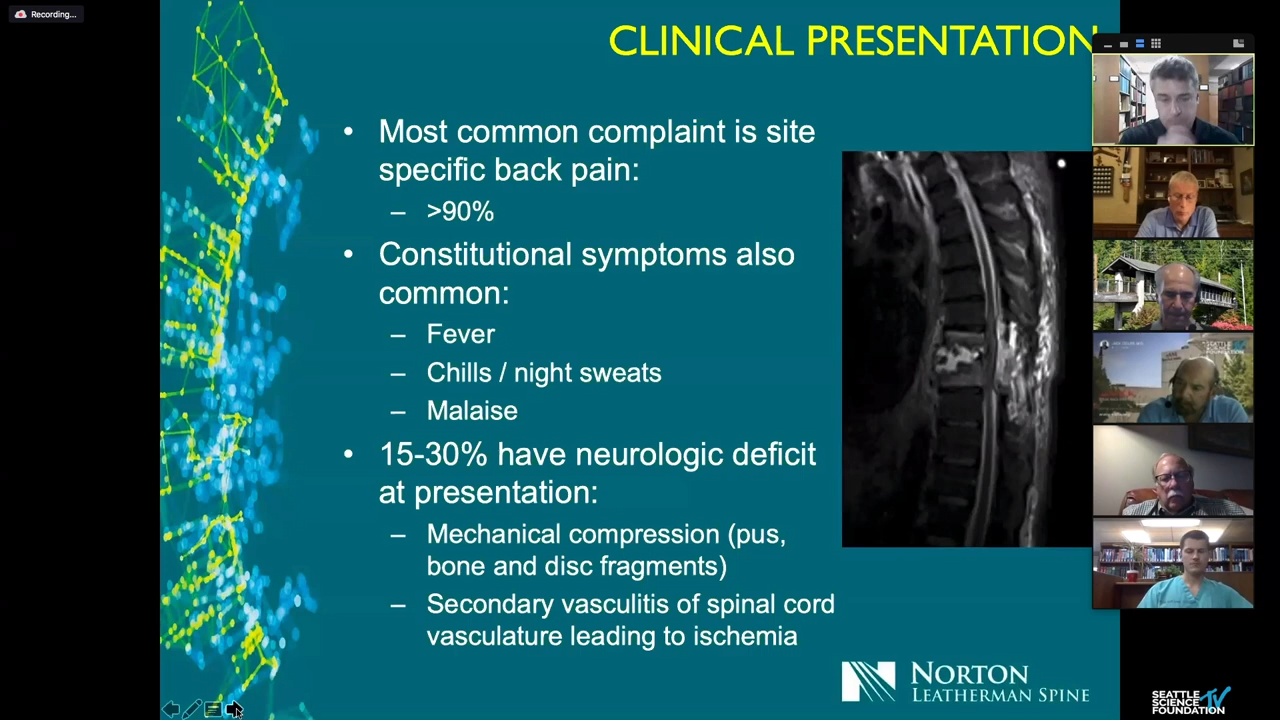 Recording...
CLINICAL PRESENTATION
• Most common complaint is site
specific back pain:
– >90%
• Constitutional symptoms also
common:
– Fever
– Chills / night sweats
– Malaise
• 15-30% have neurologic deficit
at presentation:
– Mechanical compression (pus,
bone and disc fragments)
– Secondary vasculitis of spinal cord
vasculature leading to ischemia
NORTON
LEATHERMAN SPINE
SEATTLE
SCIENCE TV
FOUNDATION